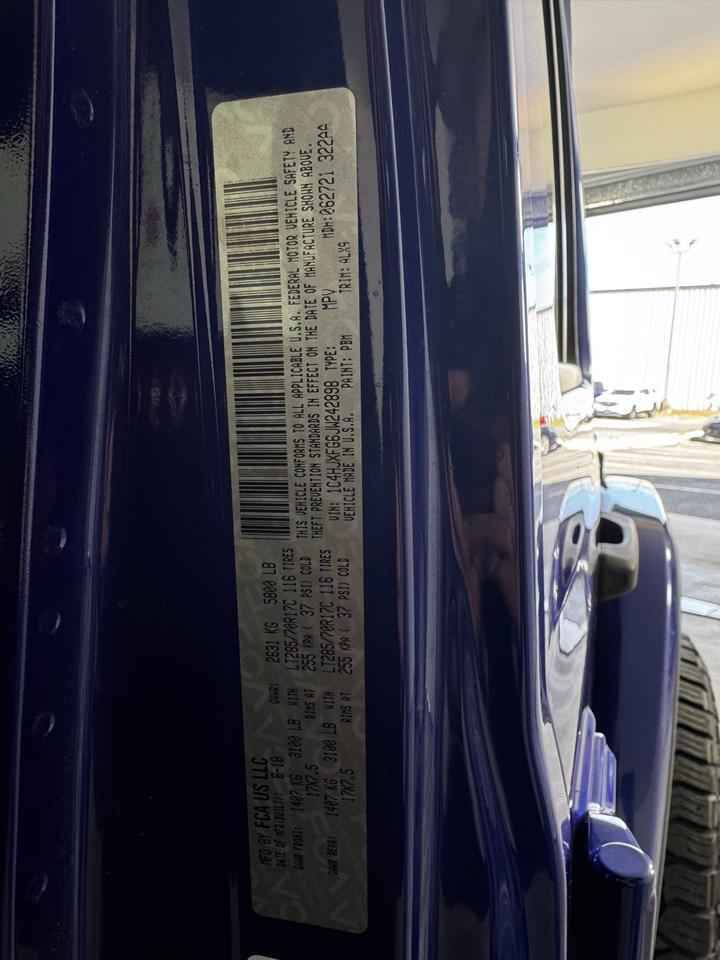 MFD BY FCA US LLC
DATE OF MFR(BUILT): 6-18 GVWR: 2631 KG 5800 LB
GAWR FRONT: 1407 KG 3100 LB WITH LT285/70R17C 116 TIRES
17X7.5 RIMS AT 255 KPA ( 37 PSI) COLD
GAWR REAR: 1407 KG 3100 LB WITH LT285/70R17C 116 TIRES
17X7.5 RIMS AT 255 KPA ( 37 PSI) COLD
THIS VEHICLE CONFORMS TO ALL APPLICABLE U.S.A. FEDERAL MOTOR VEHICLE SAFETY AND
THEFT PREVENTION STANDARDS IN EFFECT ON THE DATE OF MANUFACTURE SHOWN ABOVE.
VIN: 1C4HJXFG6JW242898 TYPE: MPV MDH:062721 322AA
VEHICLE MADE IN U.S.A. PAINT: PBM TRIM: 4LX9